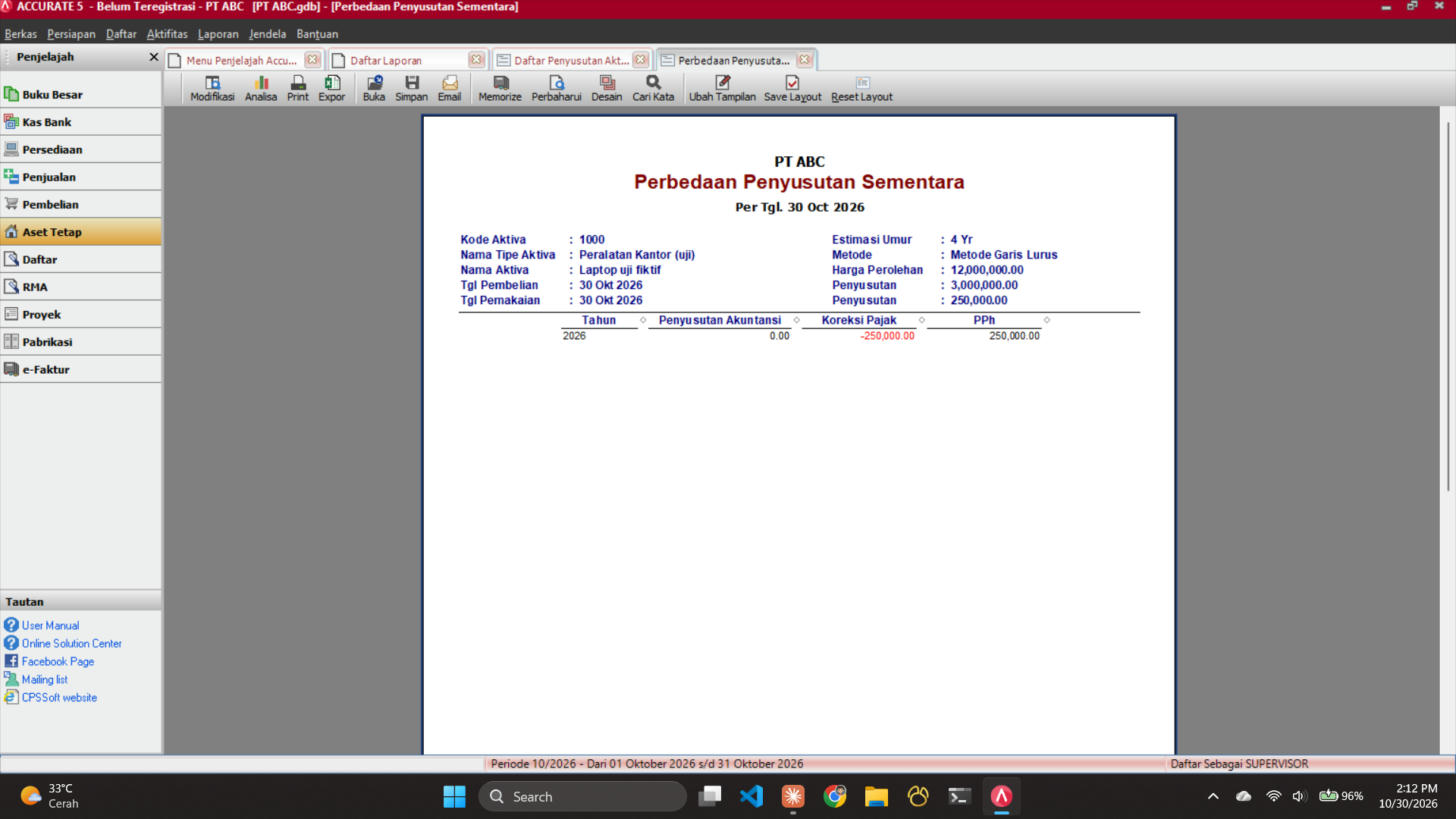 ACCURATE 5 - Belum Teregistrasi - PT ABC [PT ABC.gdb] - [Perbedaan Penyusutan Sementara]
Berkas Persiapan Daftar Aktifitas Laporan Jendela Bantuan
Penjelajah
Menu Penjelajah Accu... Daftar Laporan Daftar Penyusutan Akt... Perbedaan Penyusuta...
Modifikasi Analisa Print Expor Buka Simpan Email Memorize Perbaharui Desain Cari Kata Ubah Tampilan Save Layout Reset Layout
Buku Besar
Kas Bank
Persediaan
Penjualan
Pembelian
Aset Tetap
Daftar
RMA
Proyek
Pabrikasi
e-Faktur
PT ABC
Perbedaan Penyusutan Sementara
Per Tgl. 30 Oct 2026
Kode Aktiva : 1000 Estimasi Umur : 4 Yr
Nama Tipe Aktiva : Peralatan Kantor (uji) Metode : Metode Garis Lurus
Nama Aktiva : Laptop uji fiktif Harga Perolehan : 12,000,000.00
Tgl Pembelian : 30 Okt 2026 Penyusutan : 3,000,000.00
Tgl Pemakaian : 30 Okt 2026 Penyusutan : 250,000.00
Tahun Penyusutan Akuntansi Koreksi Pajak PPh
2026 0.00 -250,000.00 250,000.00
Tautan
User Manual
Online Solution Center
Facebook Page
Mailing list
CPSSoft website
Periode 10/2026 - Dari 01 Oktober 2026 s/d 31 Oktober 2026 Daftar Sebagai SUPERVISOR
33°C
Cerah
Search
96%
2:12 PM
10/30/2026